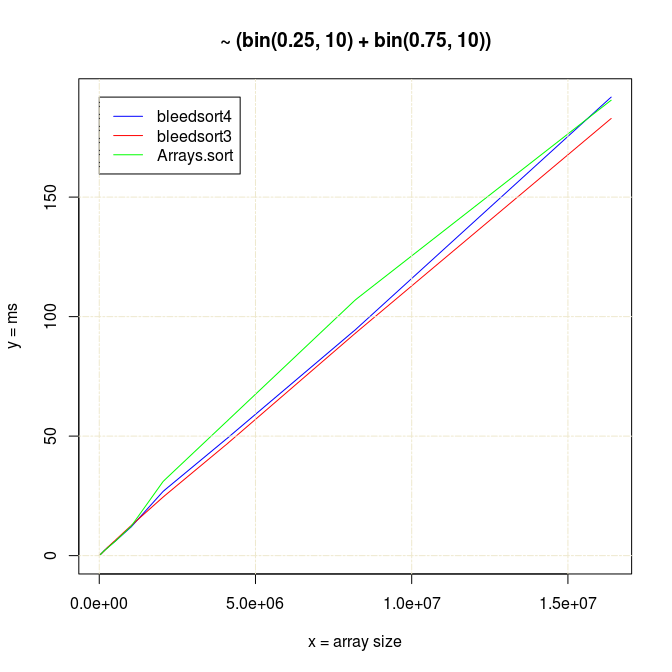 ~ (bin(0.25, 10) + bin(0.75, 10))
bleedsort4
bleedsort3
Arrays.sort
150
100
50
0
y = ms
0.0e+00 5.0e+06 1.0e+07 1.5e+07
x = array size